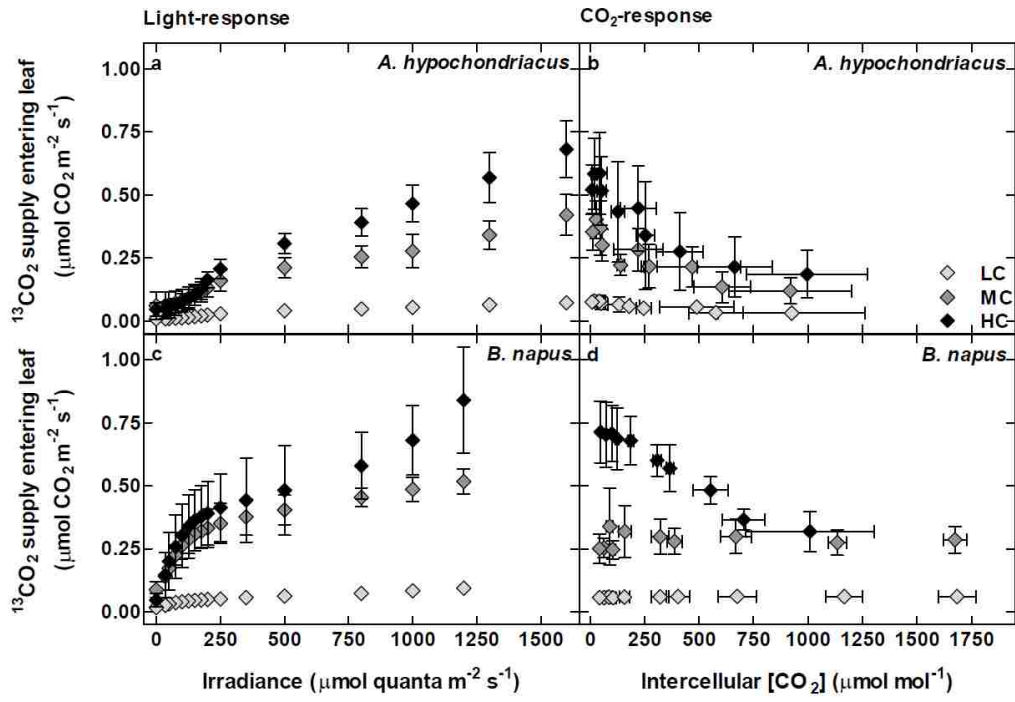 Light-response
CO2-response
a
A. hypochondriacus
b
A. hypochondriacus
1.00
0.75
0.50
0.25
0.00
13CO2 supply entering leaf
(μmol CO2 m-2 s-1)
LC
MC
HC
c
B. napus
d
B. napus
1.00
0.75
0.50
0.25
0.00
13CO2 supply entering leaf
(μmol CO2 m-2 s-1)
0 250 500 750 1000 1250 1500
0 250 500 750 1000 1250 1500 1750
Irradiance (μmol quanta m-2 s-1)
Intercellular [CO2] (μmol mol-1)